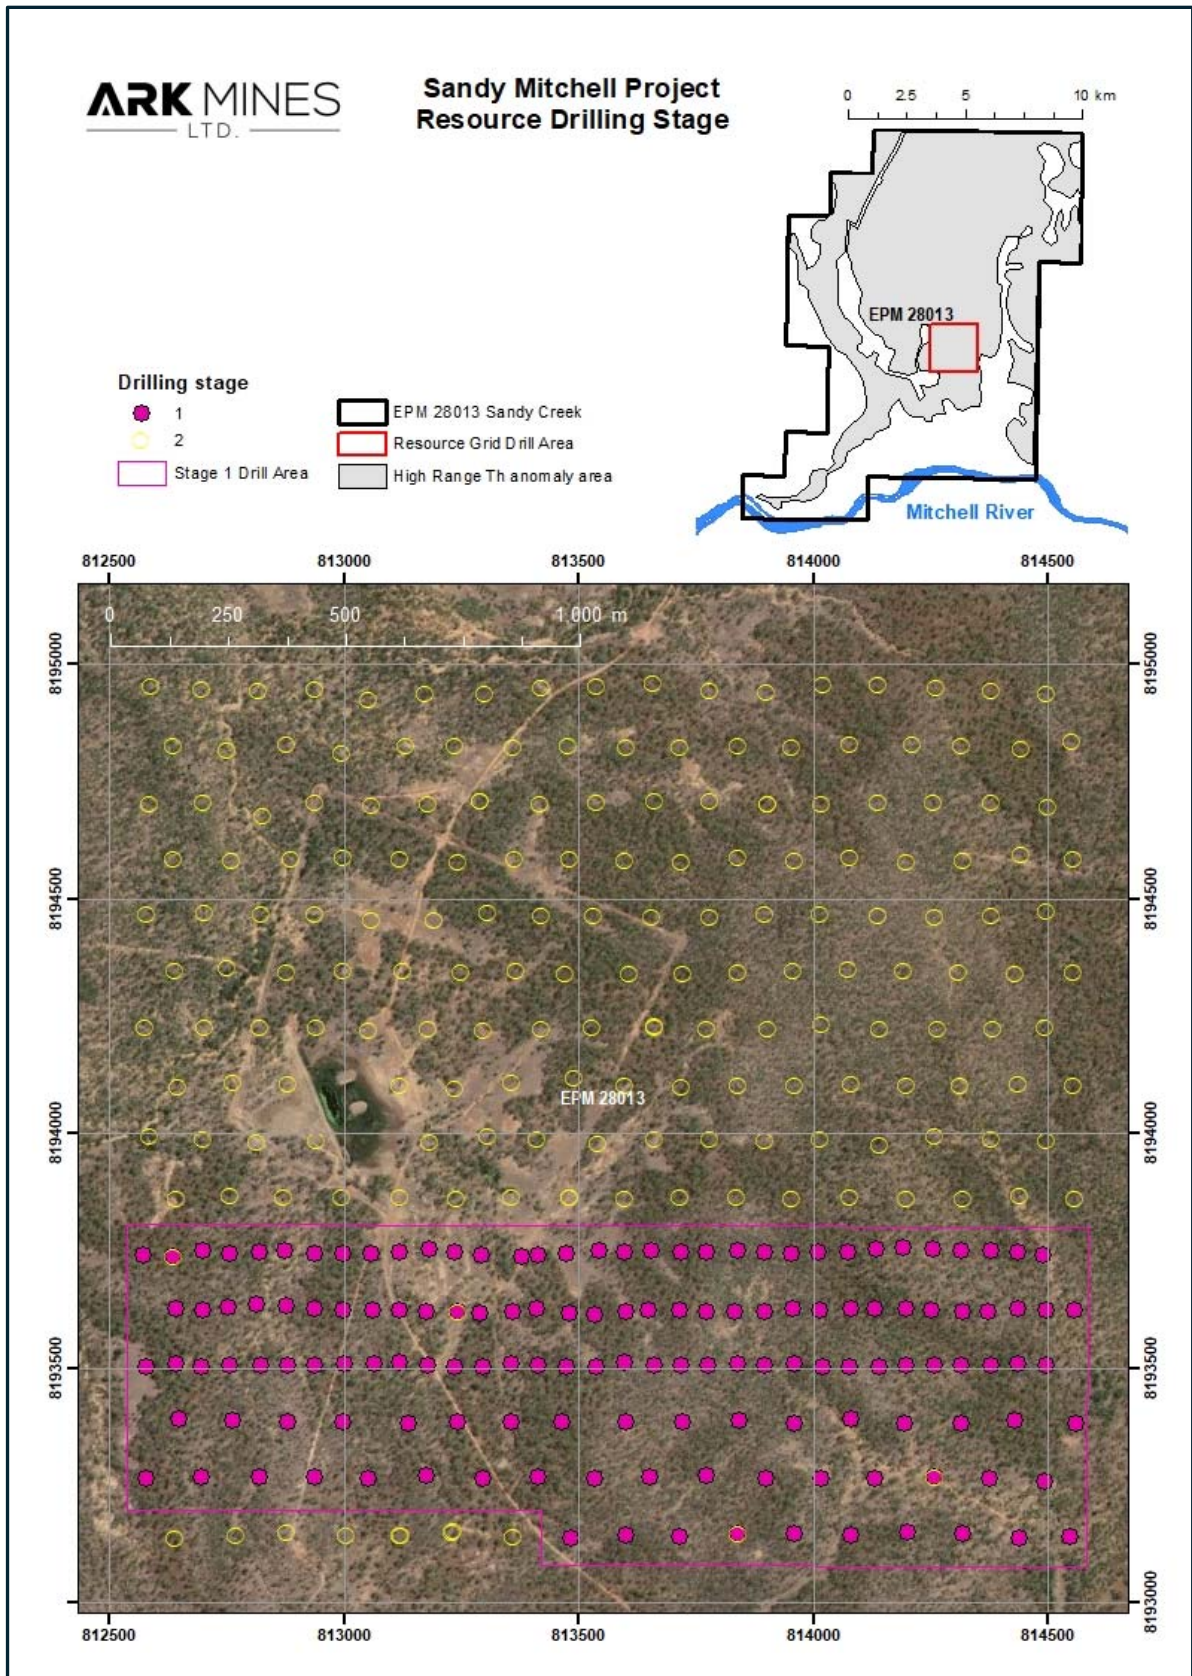 ARK MINES
LTD.
Sandy Mitchell Project
Resource Drilling Stage
0 2.5 5 10 km
EPM 28013
Mitchell River
Drilling stage
1
2
Stage 1 Drill Area
EPM 28013 Sandy Creek
Resource Grid Drill Area
High Range Th anomaly area
812500 813000 813500 814000 814500
0 250 500 1,000 m
8195000 8195000
8194500 8194500
EPM 28013
8194000 8194000
8193500 8193500
8193000 8193000
812500 813000 813500 814000 814500